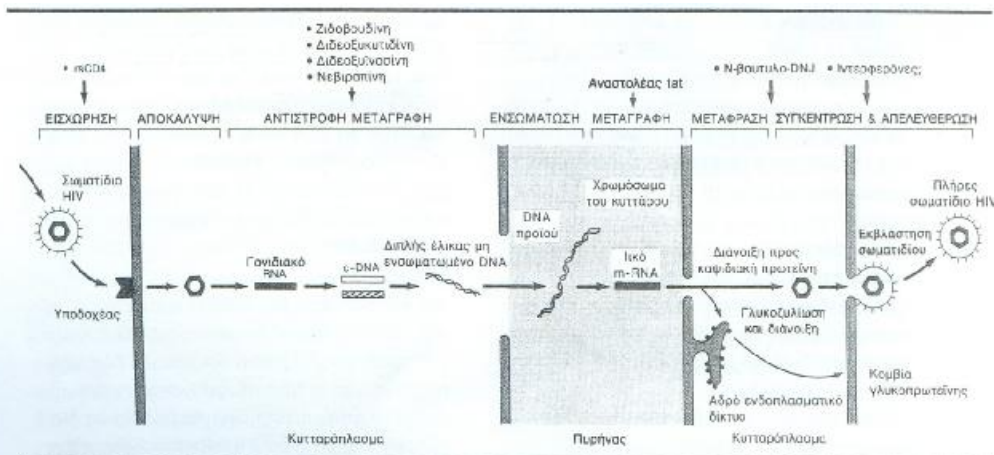 • Ζιδοβουδίνη
• Διδεοξυκυτιδίνη
• Διδεοξυϊνασίνη
• Νεβιραπίνη
• rsCD4
Αναστολέας tat
• Ν-βουτυλο-DNJ • Ιντερφερόνες;
ΕΙΣΧΩΡΗΣΗ
ΑΠΟΚΑΛΥΨΗ
ΑΝΤΙΣΤΡΟΦΗ ΜΕΤΑΓΡΑΦΗ
ΕΝΣΩΜΑΤΩΣΗ
ΜΕΤΑΓΡΑΦΗ
ΜΕΤΑΦΡΑΣΗ
ΣΥΓΚΕΝΤΡΩΣΗ & ΑΠΕΛΕΥΘΕΡΩΣΗ
Σωματίδιο
HIV
Υποδοχέας
Γονιδιακό
RNA
c-DNA
Διπλής έλικας μη
ενσωματωμένο DNA
DNA
προϊού
Χρωμόσωμα
του κυττάρου
Ιικό
m-RNA
Διάνοιξη προς
καψιδιακή πρωτεΐνη
Γλυκοζυλίωση
και διάνοιξη
Αδρό ενδοπλασματικό
δίκτυο
Εκβλάστηση
σωματιδίου
Πλήρες
σωματίδιο HIV
Κομβία
γλυκοπρωτεΐνης
Κυτταρόπλασμα
Πυρήνας
Κυτταρόπλασμα